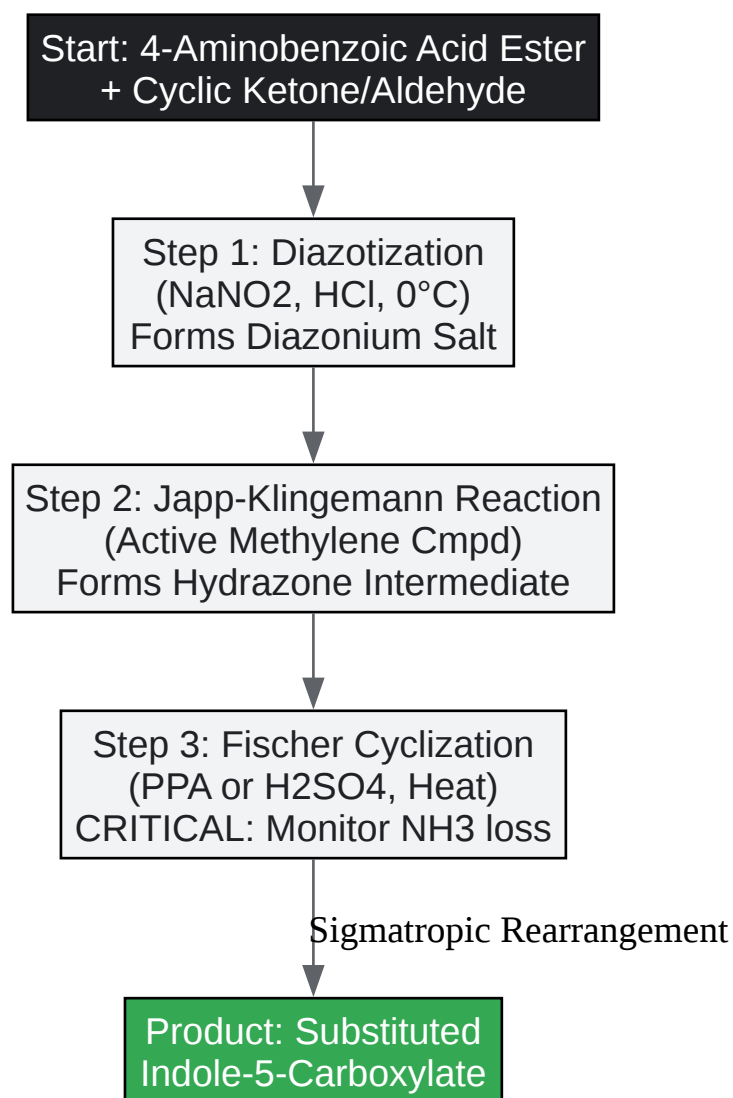 Start: 4-Aminobenzoic Acid Ester
+ Cyclic Ketone/Aldehyde
Step 1: Diazotization
(NaNO2, HCl, 0°C)
Forms Diazonium Salt
Step 2: Japp-Klingemann Reaction
(Active Methylene Cmpd)
Forms Hydrazone Intermediate
Step 3: Fischer Cyclization
(PPA or H2SO4, Heat)
CRITICAL: Monitor NH3 loss
Sigmatropic Rearrangement
Product: Substituted
Indole-5-Carboxylate